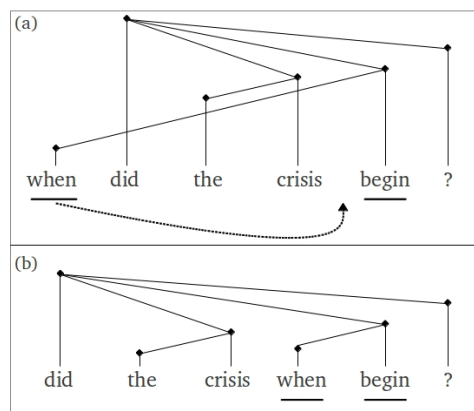 (a)
when did the crisis begin ?
(b)
did the crisis when begin ?